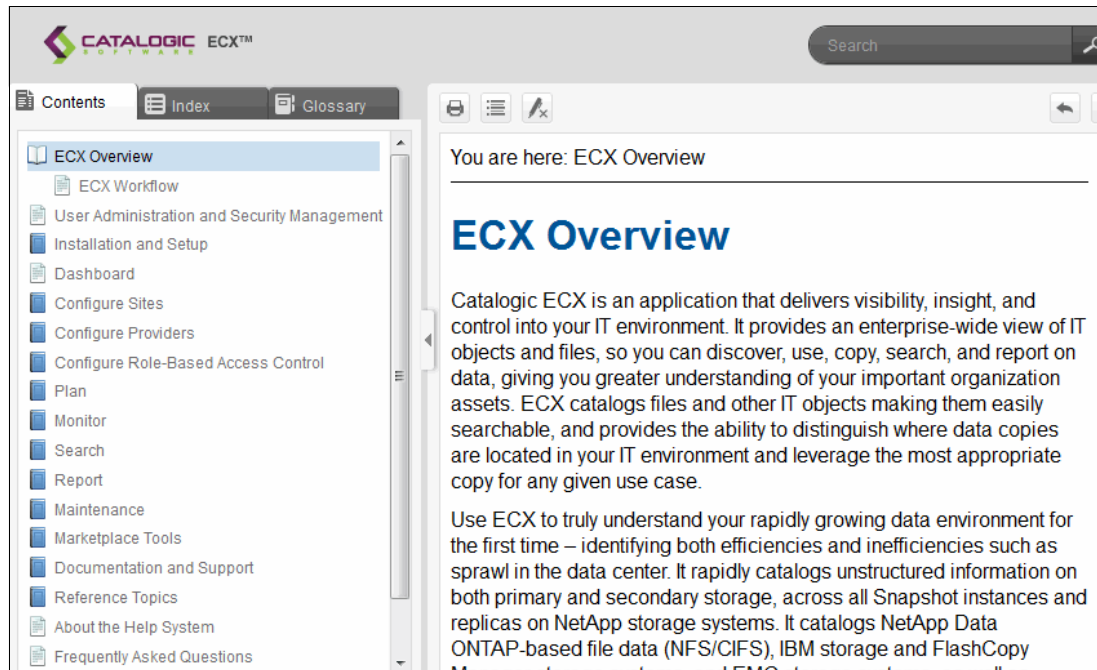 CATALOGIC ECX™
SOFTWARE
Search
Contents
Index
Glossary
ECX Overview
ECX Workflow
User Administration and Security Management
Installation and Setup
Dashboard
Configure Sites
Configure Providers
Configure Role-Based Access Control
Plan
Monitor
Search
Report
Maintenance
Marketplace Tools
Documentation and Support
Reference Topics
About the Help System
Frequently Asked Questions
You are here: ECX Overview
ECX Overview
Catalogic ECX is an application that delivers visibility, insight, and
control into your IT environment. It provides an enterprise-wide view of IT
objects and files, so you can discover, use, copy, search, and report on
data, giving you greater understanding of your important organization
assets. ECX catalogs files and other IT objects making them easily
searchable, and provides the ability to distinguish where data copies
are located in your IT environment and leverage the most appropriate
copy for any given use case.
Use ECX to truly understand your rapidly growing data environment for
the first time – identifying both efficiencies and inefficiencies such as
sprawl in the data center. It rapidly catalogs unstructured information on
both primary and secondary storage, across all Snapshot instances and
replicas on NetApp storage systems. It catalogs NetApp Data
ONTAP-based file data (NFS/CIFS), IBM storage and FlashCopy